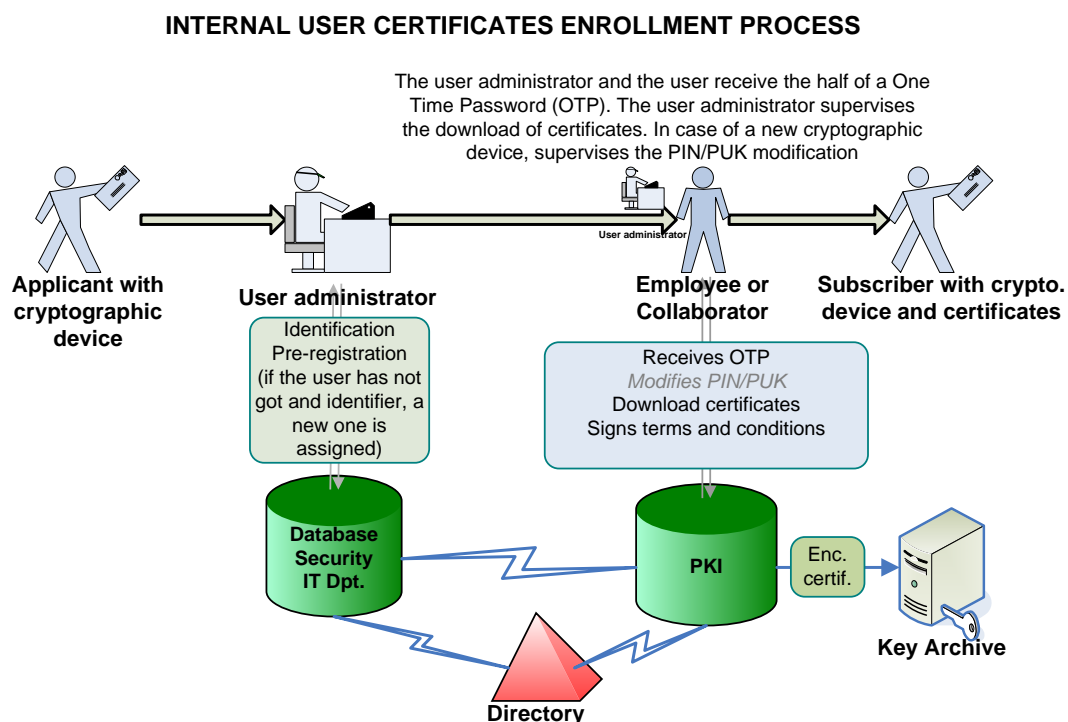 INTERNAL USER CERTIFICATES ENROLLMENT PROCESS
The user administrator and the user receive the half of a One
Time Password (OTP). The user administrator supervises
the download of certificates. In case of a new cryptographic
device, supervises the PIN/PUK modification
User administrator
Applicant with
cryptographic
device
User administrator
Employee or
Collaborator
Subscriber with crypto.
device and certificates
Identification
Pre-registration
(if the user has not
got and identifier, a
new one is
assigned)
Receives OTP
Modifies PIN/PUK
Download certificates
Signs terms and conditions
Database
Security
IT Dpt.
PKI
Enc.
certif.
Key Archive
Directory